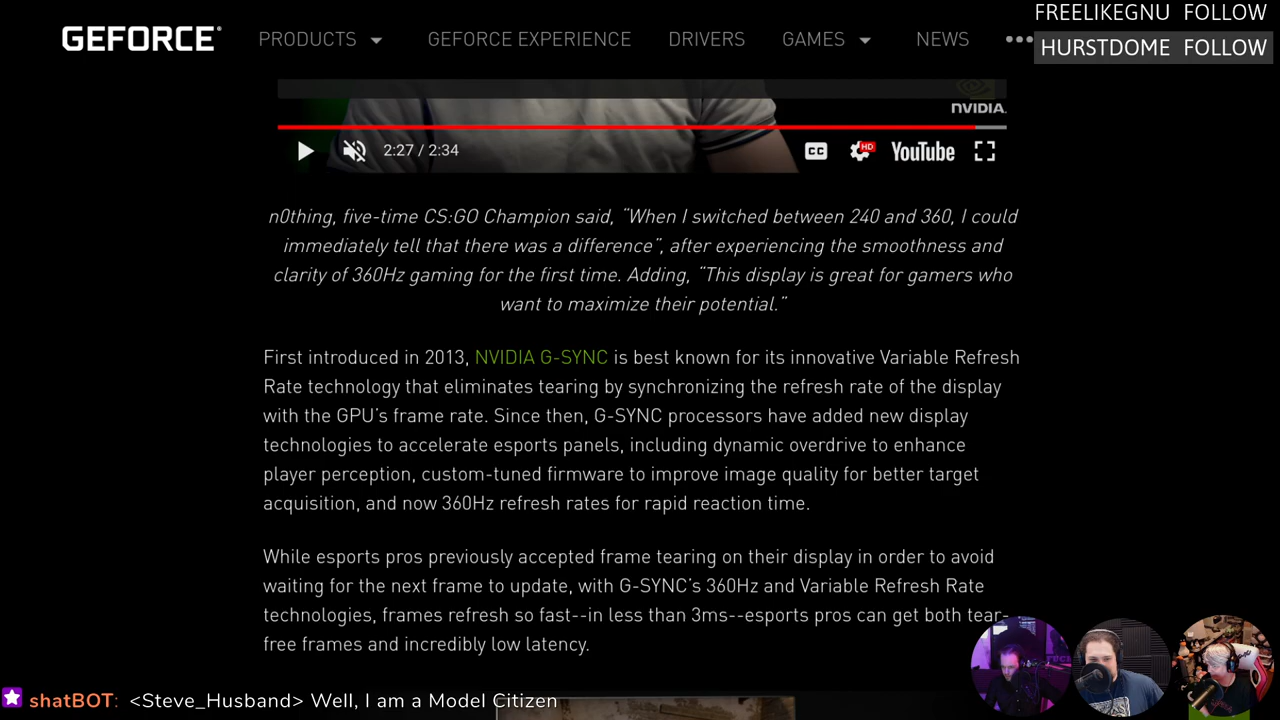 FREELIKEGNU FOLLOW
HURSTDOME FOLLOW
GEFORCE® PRODUCTS GEFORCE EXPERIENCE DRIVERS GAMES NEWS •••
NVIDIA.
2:27 / 2:34 CC HD YouTube
n0thing, five-time CS:GO Champion said, “When I switched between 240 and 360, I could
immediately tell that there was a difference”, after experiencing the smoothness and
clarity of 360Hz gaming for the first time. Adding, “This display is great for gamers who
want to maximize their potential.”
First introduced in 2013, NVIDIA G-SYNC is best known for its innovative Variable Refresh
Rate technology that eliminates tearing by synchronizing the refresh rate of the display
with the GPU’s frame rate. Since then, G-SYNC processors have added new display
technologies to accelerate esports panels, including dynamic overdrive to enhance
player perception, custom-tuned firmware to improve image quality for better target
acquisition, and now 360Hz refresh rates for rapid reaction time.
While esports pros previously accepted frame tearing on their display in order to avoid
waiting for the next frame to update, with G-SYNC’s 360Hz and Variable Refresh Rate
technologies, frames refresh so fast--in less than 3ms--esports pros can get both tear-
free frames and incredibly low latency.
shatBOT: <Steve_Husband> Well, I am a Model Citizen